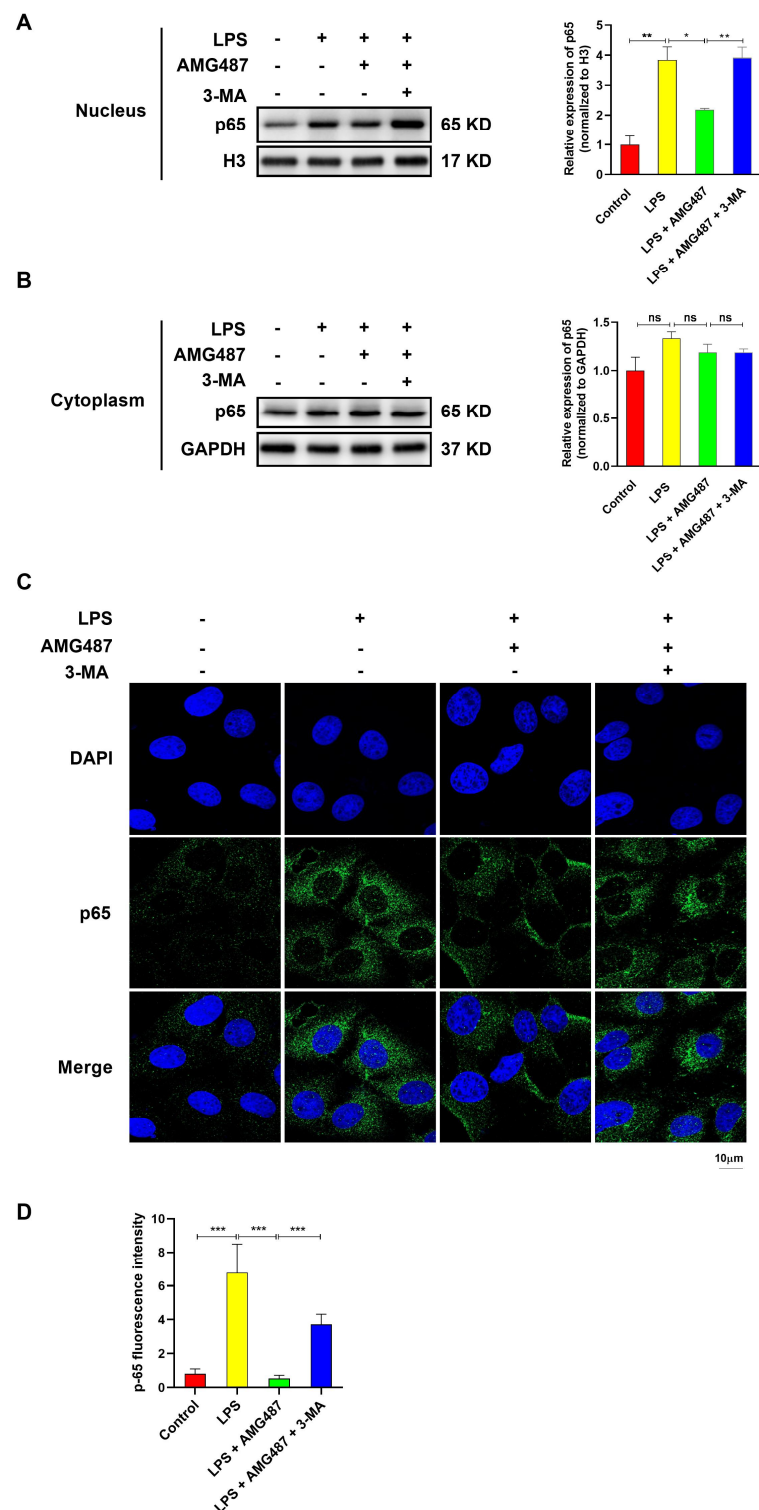 A
LPS - + + +
AMG487 - - + +
3-MA - - - +
Nucleus
p65 65 KD
H3 17 KD
Relative expression of p65
(normalized to H3)
5
4
3
2
1
0
** * **
Control
LPS
LPS + AMG487
LPS + AMG487 + 3-MA
B
LPS - + + +
AMG487 - - + +
3-MA - - - +
Cytoplasm
p65 65 KD
GAPDH 37 KD
Relative expression of p65
(normalized to GAPDH)
1.5
1.0
0.5
0.0
ns ns ns
Control
LPS
LPS + AMG487
LPS + AMG487 + 3-MA
C
LPS - + + +
AMG487 - - + +
3-MA - - - +
DAPI
p65
Merge
10μm
D
p-65 fluorescence intensity
10
8
6
4
2
0
*** *** ***
Control
LPS
LPS + AMG487
LPS + AMG487 + 3-MA